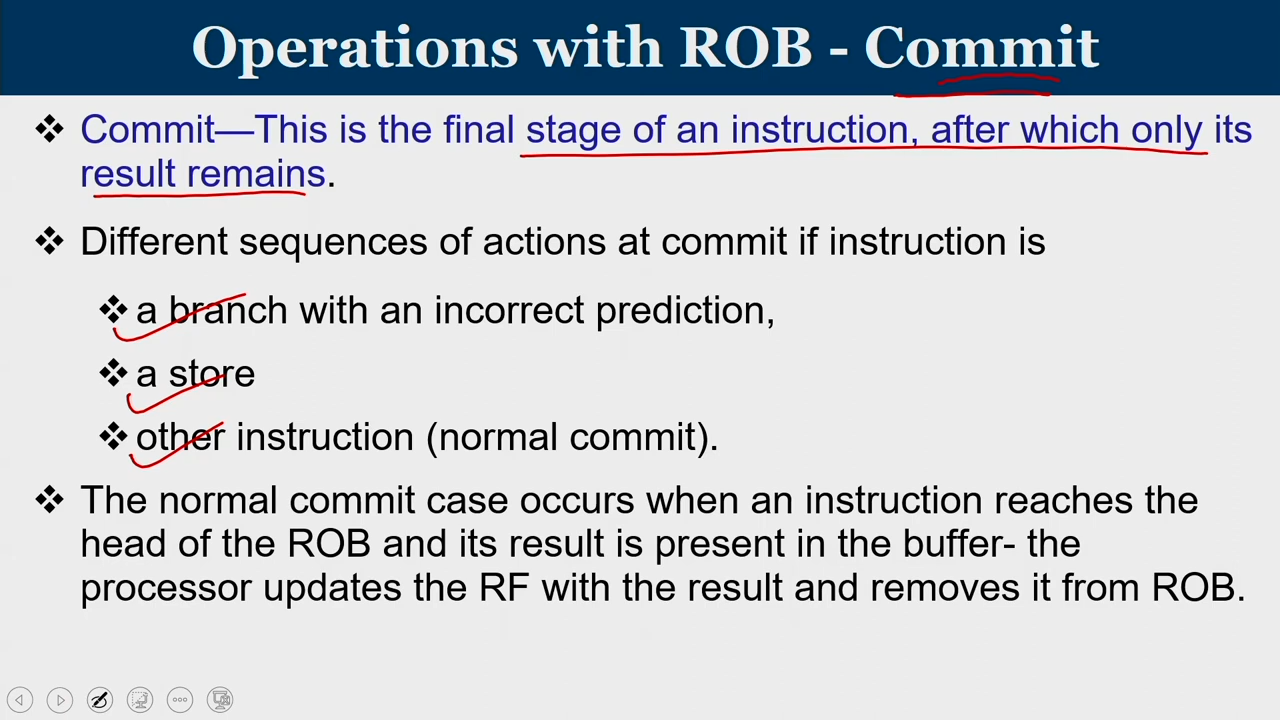 Operations with ROB - Commit
❖ Commit—This is the final stage of an instruction, after which only its
result remains.
❖ Different sequences of actions at commit if instruction is
❖ a branch with an incorrect prediction,
❖ a store
❖ other instruction (normal commit).
❖ The normal commit case occurs when an instruction reaches the
head of the ROB and its result is present in the buffer- the
processor updates the RF with the result and removes it from ROB.